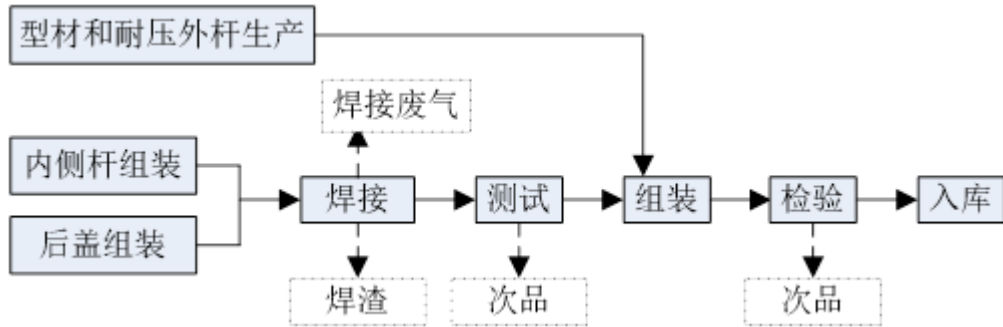 型材和耐压外杆生产
焊接废气
内侧杆组装
后盖组装
焊接
测试
组装
检验
入库
焊渣
次品
次品